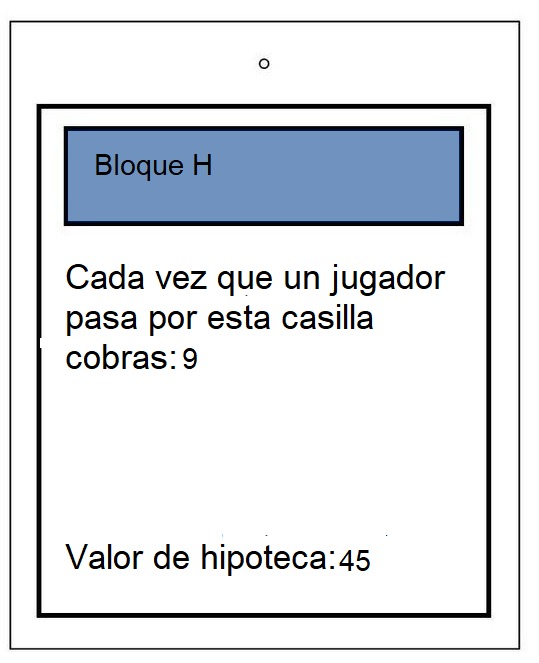 Bloque H
Cada vez que un jugador
pasa por esta casilla
cobras: 9
Valor de hipoteca: 45